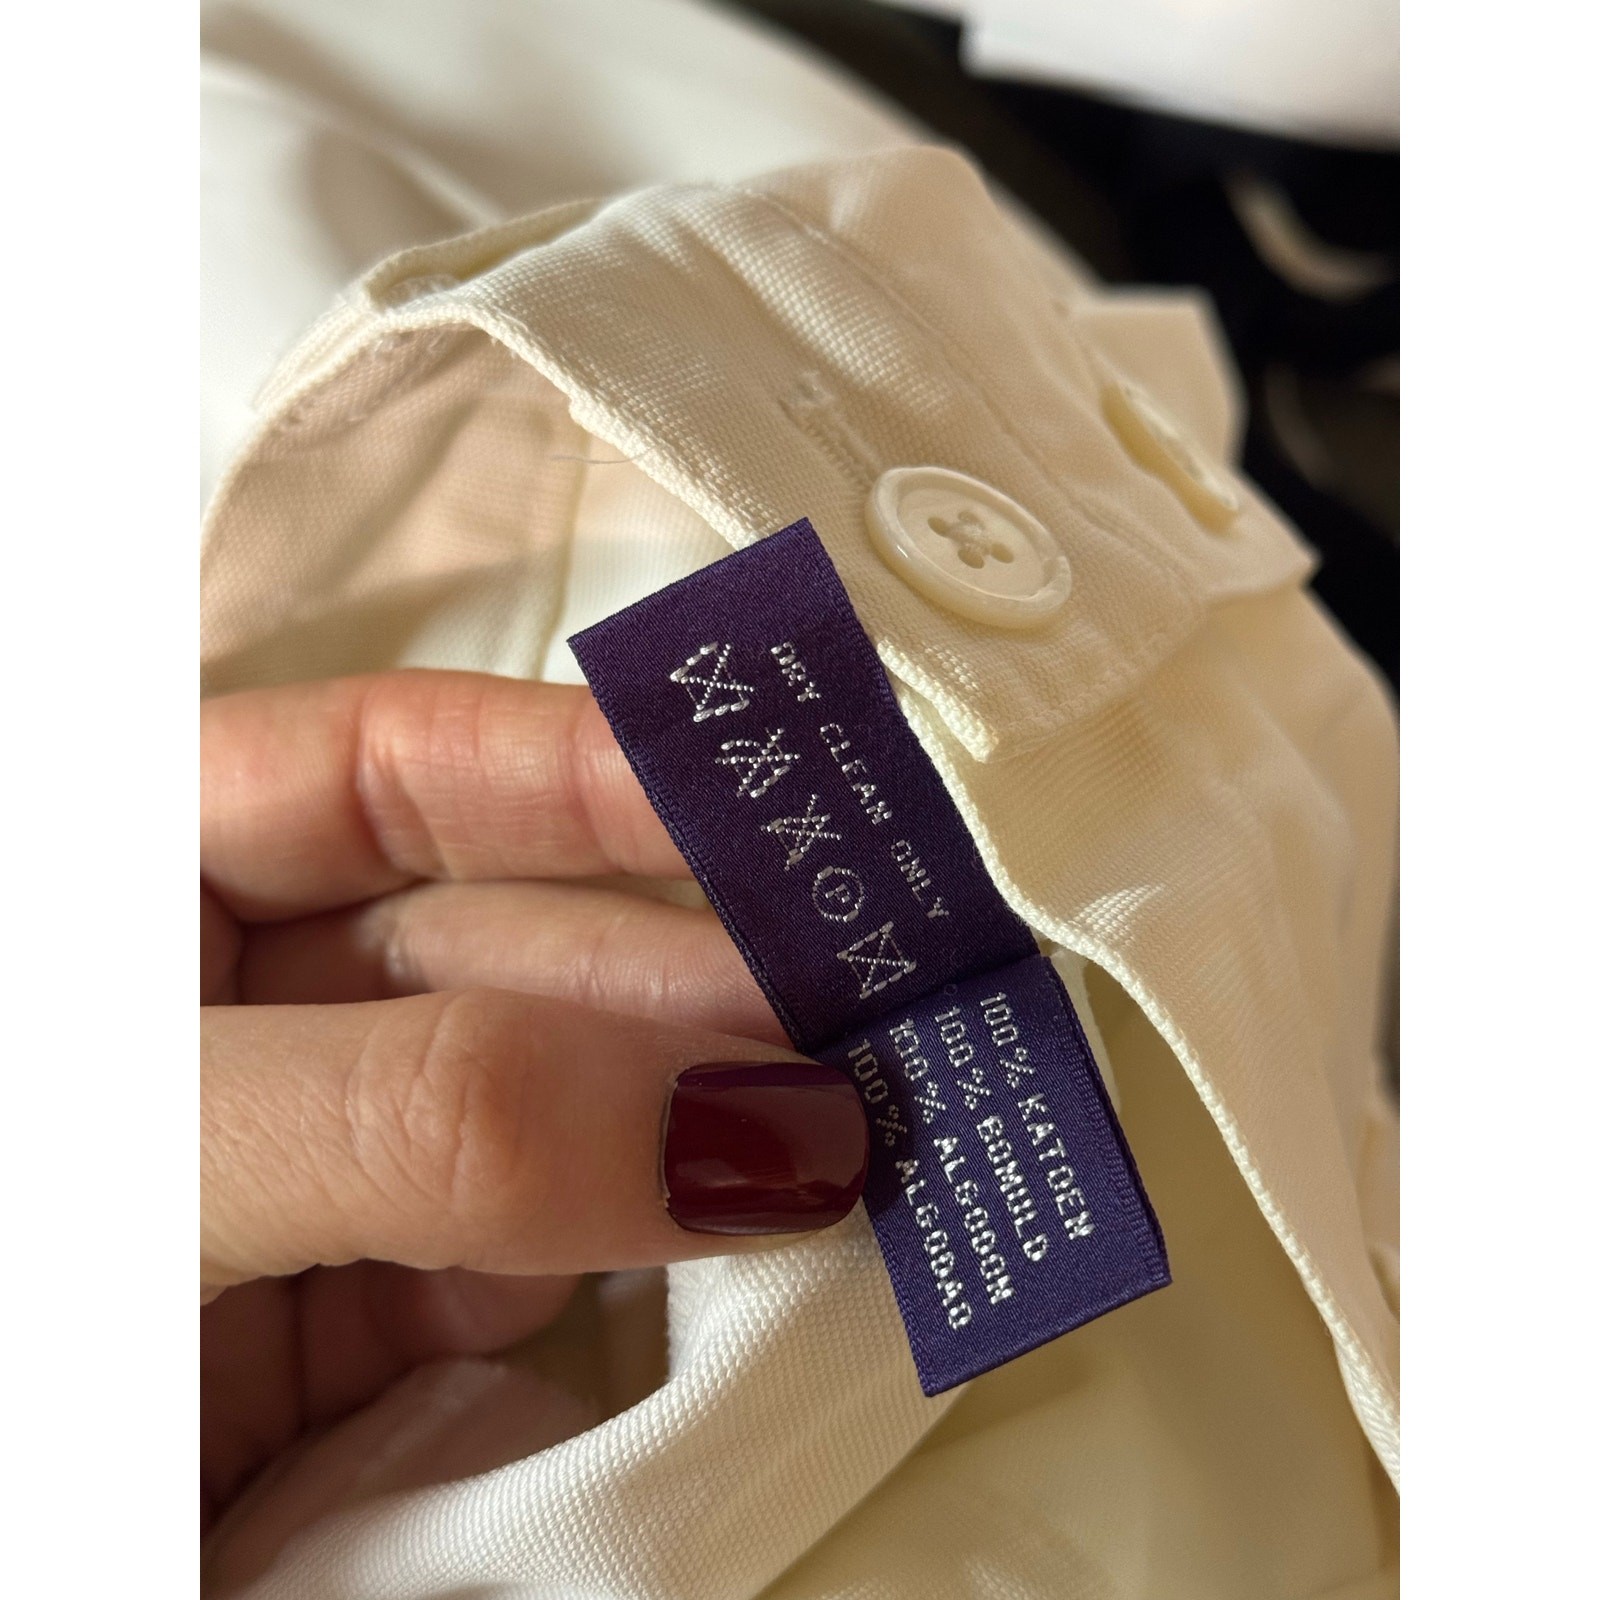 DRY CLEAN ONLY
P
100% KATOEN
100% BOMULD
100% ALGODON
100% ALGODAO